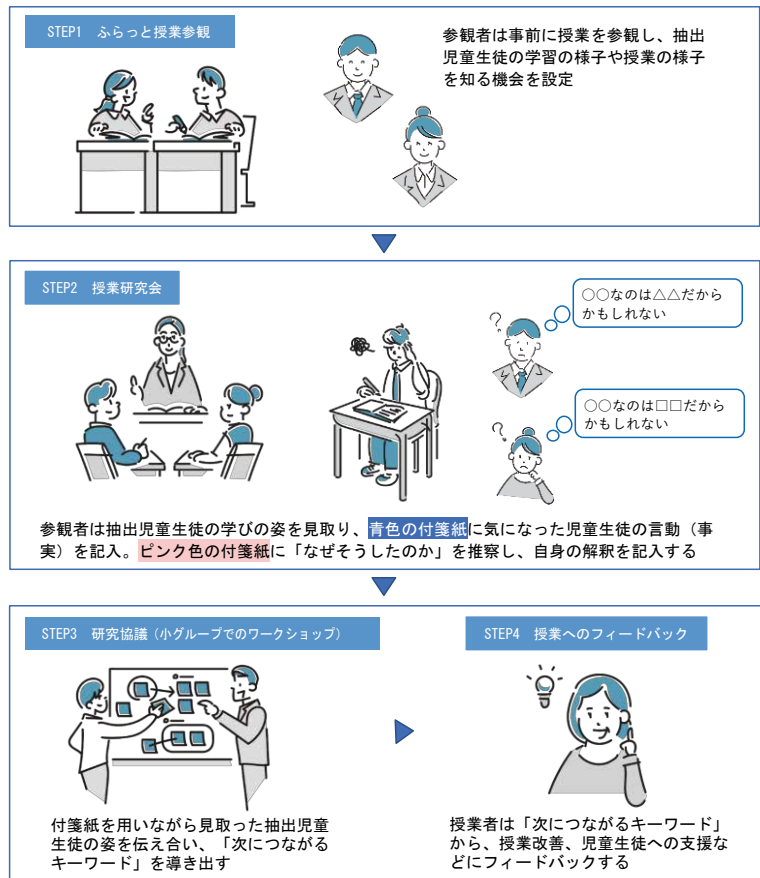 STEP1 ふらっと授業参観
参観者は事前に授業を参観し、抽出
児童生徒の学習の様子や授業の様子
を知る機会を設定
STEP2 授業研究会
○○なのは△△だから
かもしれない
○○なのは□□だから
かもしれない
参観者は抽出児童生徒の学びの姿を見取り、青色の付箋紙に気になった児童生徒の言動（事
実）を記入。ピンク色の付箋紙に「なぜそうしたのか」を推察し、自身の解釈を記入する
STEP3 研究協議（小グループでのワークショップ）
付箋紙を用いながら見取った抽出児童
生徒の姿を伝え合い、「次につながる
キーワード」を導き出す
STEP4 授業へのフィードバック
授業者は「次につながるキーワード」
から、授業改善、児童生徒への支援な
どにフィードバックする